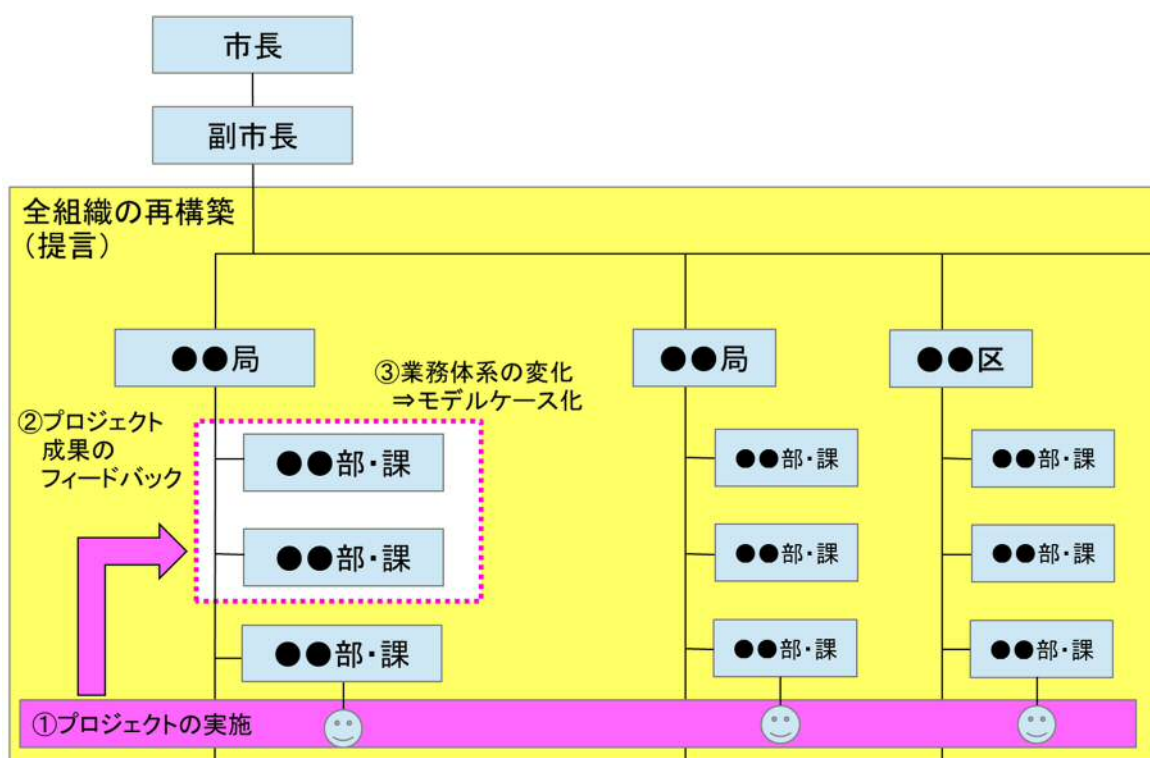 市長
副市長
全組織の再構築
（提言）
●●局
●●局
●●区
③業務体系の変化
⇒モデルケース化
②プロジェクト
成果の
フィードバック
●●部・課
●●部・課
●●部・課
●●部・課
●●部・課
●●部・課
●●部・課
●●部・課
●●部・課
①プロジェクトの実施